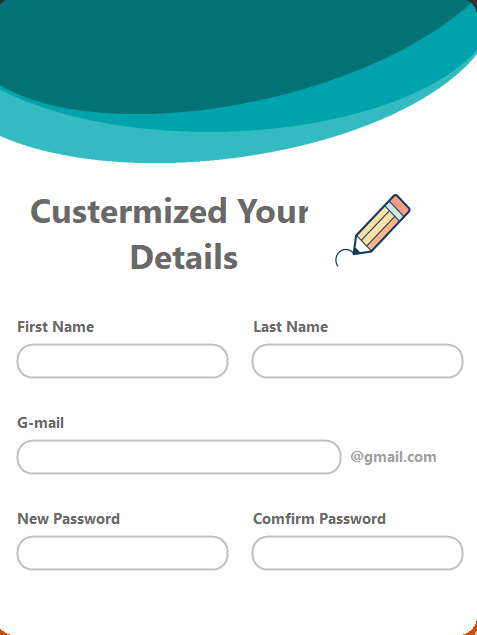 Custermized Your
Details
First Name
Last Name
G-mail
@gmail.com
New Password
Comfirm Password